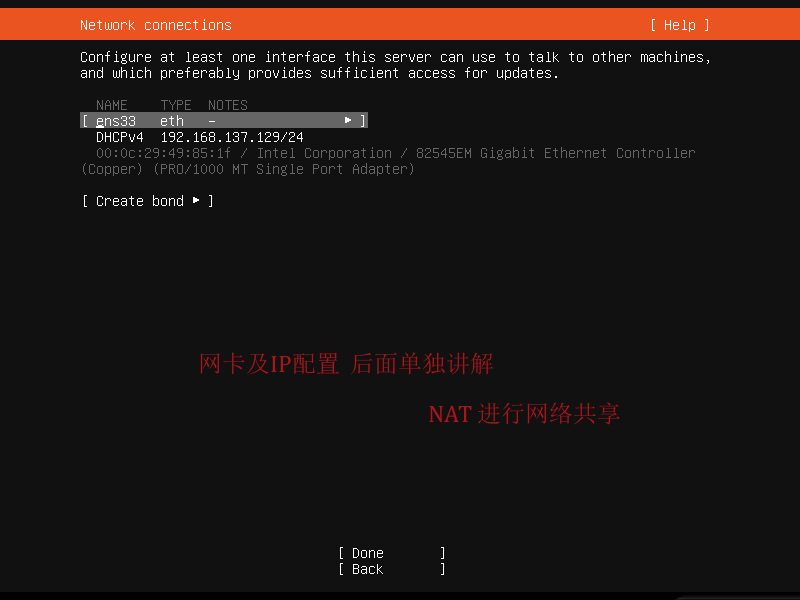 Network connections [ Help ]
Configure at least one interface this server can use to talk to other machines,
and which preferably provides sufficient access for updates.
NAME TYPE NOTES
[ ens33 eth – ▸ ]
DHCPv4 192.168.137.129/24
00:0c:29:49:85:1f / Intel Corporation / 82545EM Gigabit Ethernet Controller
(Copper) (PRO/1000 MT Single Port Adapter)
[ Create bond ▸ ]
网卡及IP配置 后面单独讲解
NAT 进行网络共享
[ Done ]
[ Back ]